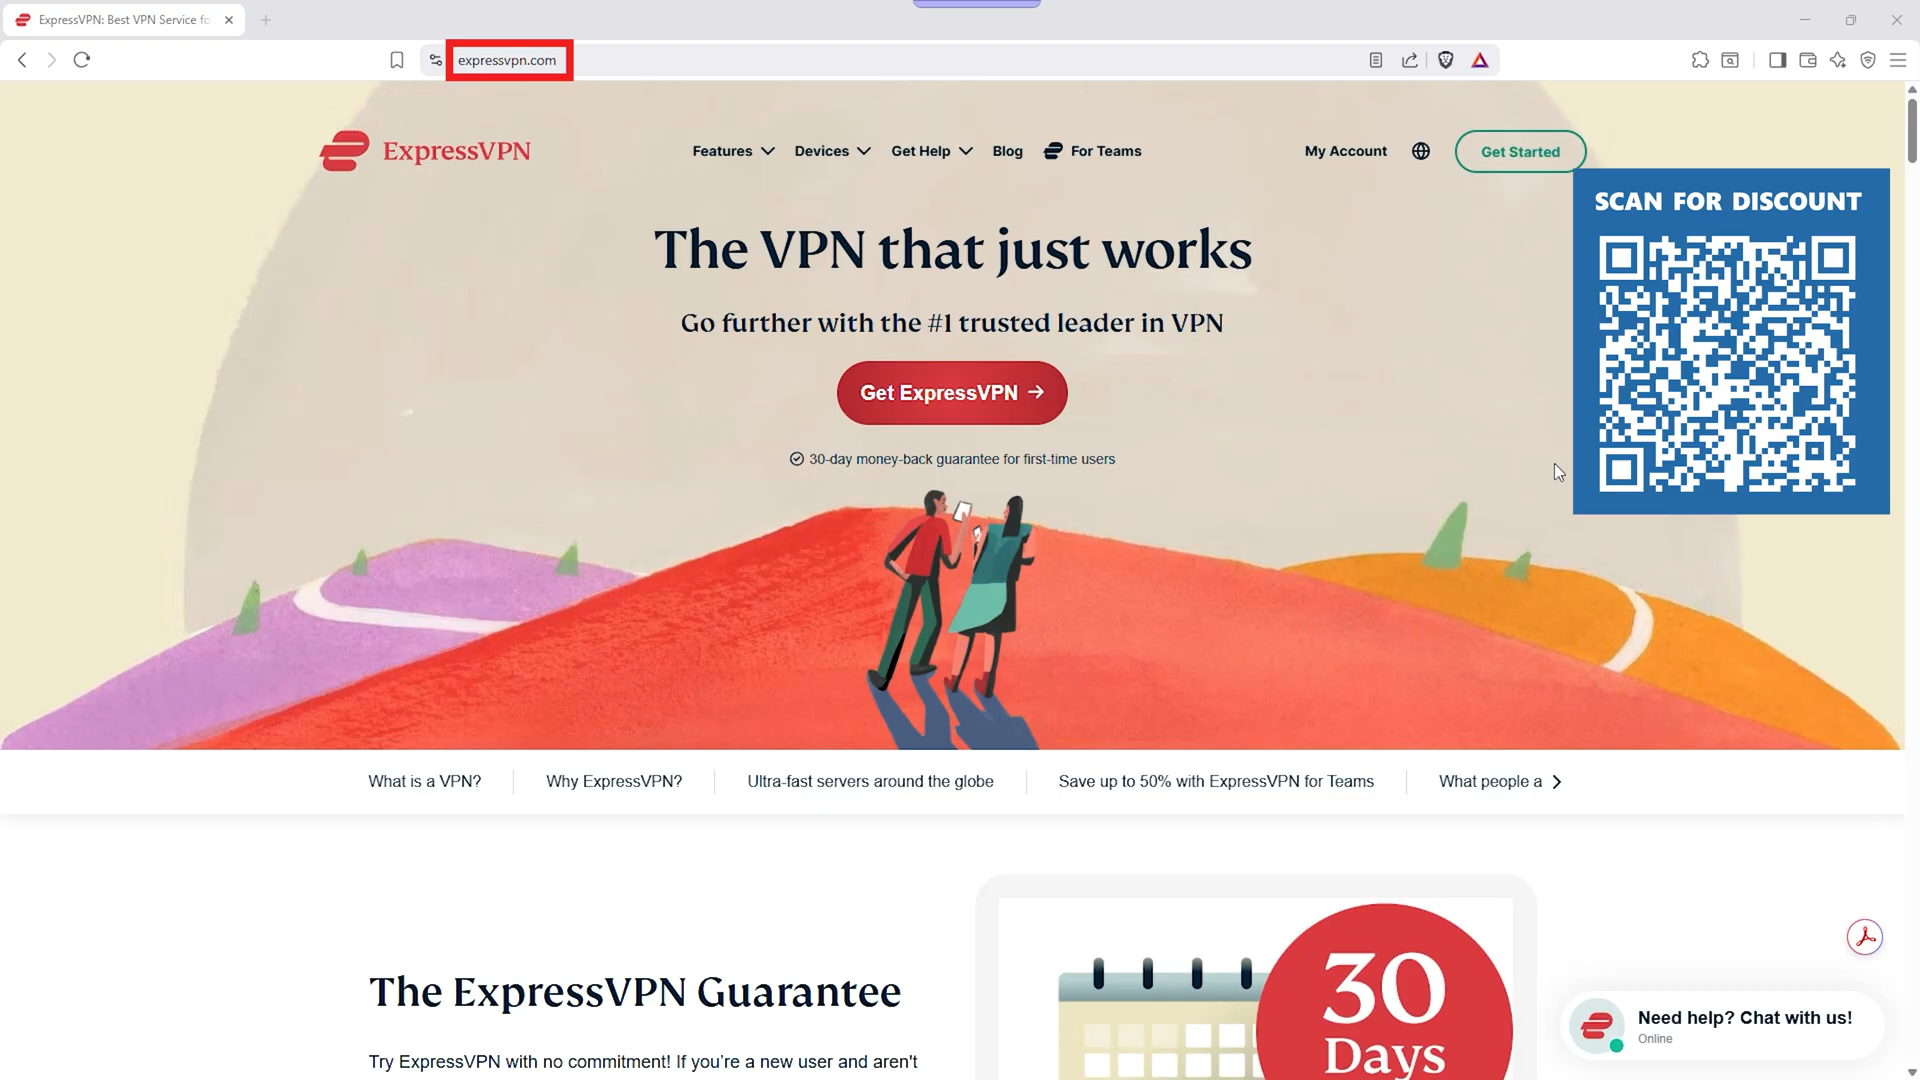 ExpressVPN: Best VPN Service fo
expressvpn.com
ExpressVPN
Features
Devices
Get Help
Blog
For Teams
My Account
Get Started
SCAN FOR DISCOUNT
The VPN that just works
Go further with the #1 trusted leader in VPN
Get ExpressVPN
30-day money-back guarantee for first-time users
What is a VPN?
Why ExpressVPN?
Ultra-fast servers around the globe
Save up to 50% with ExpressVPN for Teams
What people a
The ExpressVPN Guarantee
Try ExpressVPN with no commitment! If you're a new user and aren't
30
Days
Need help? Chat with us!
Online